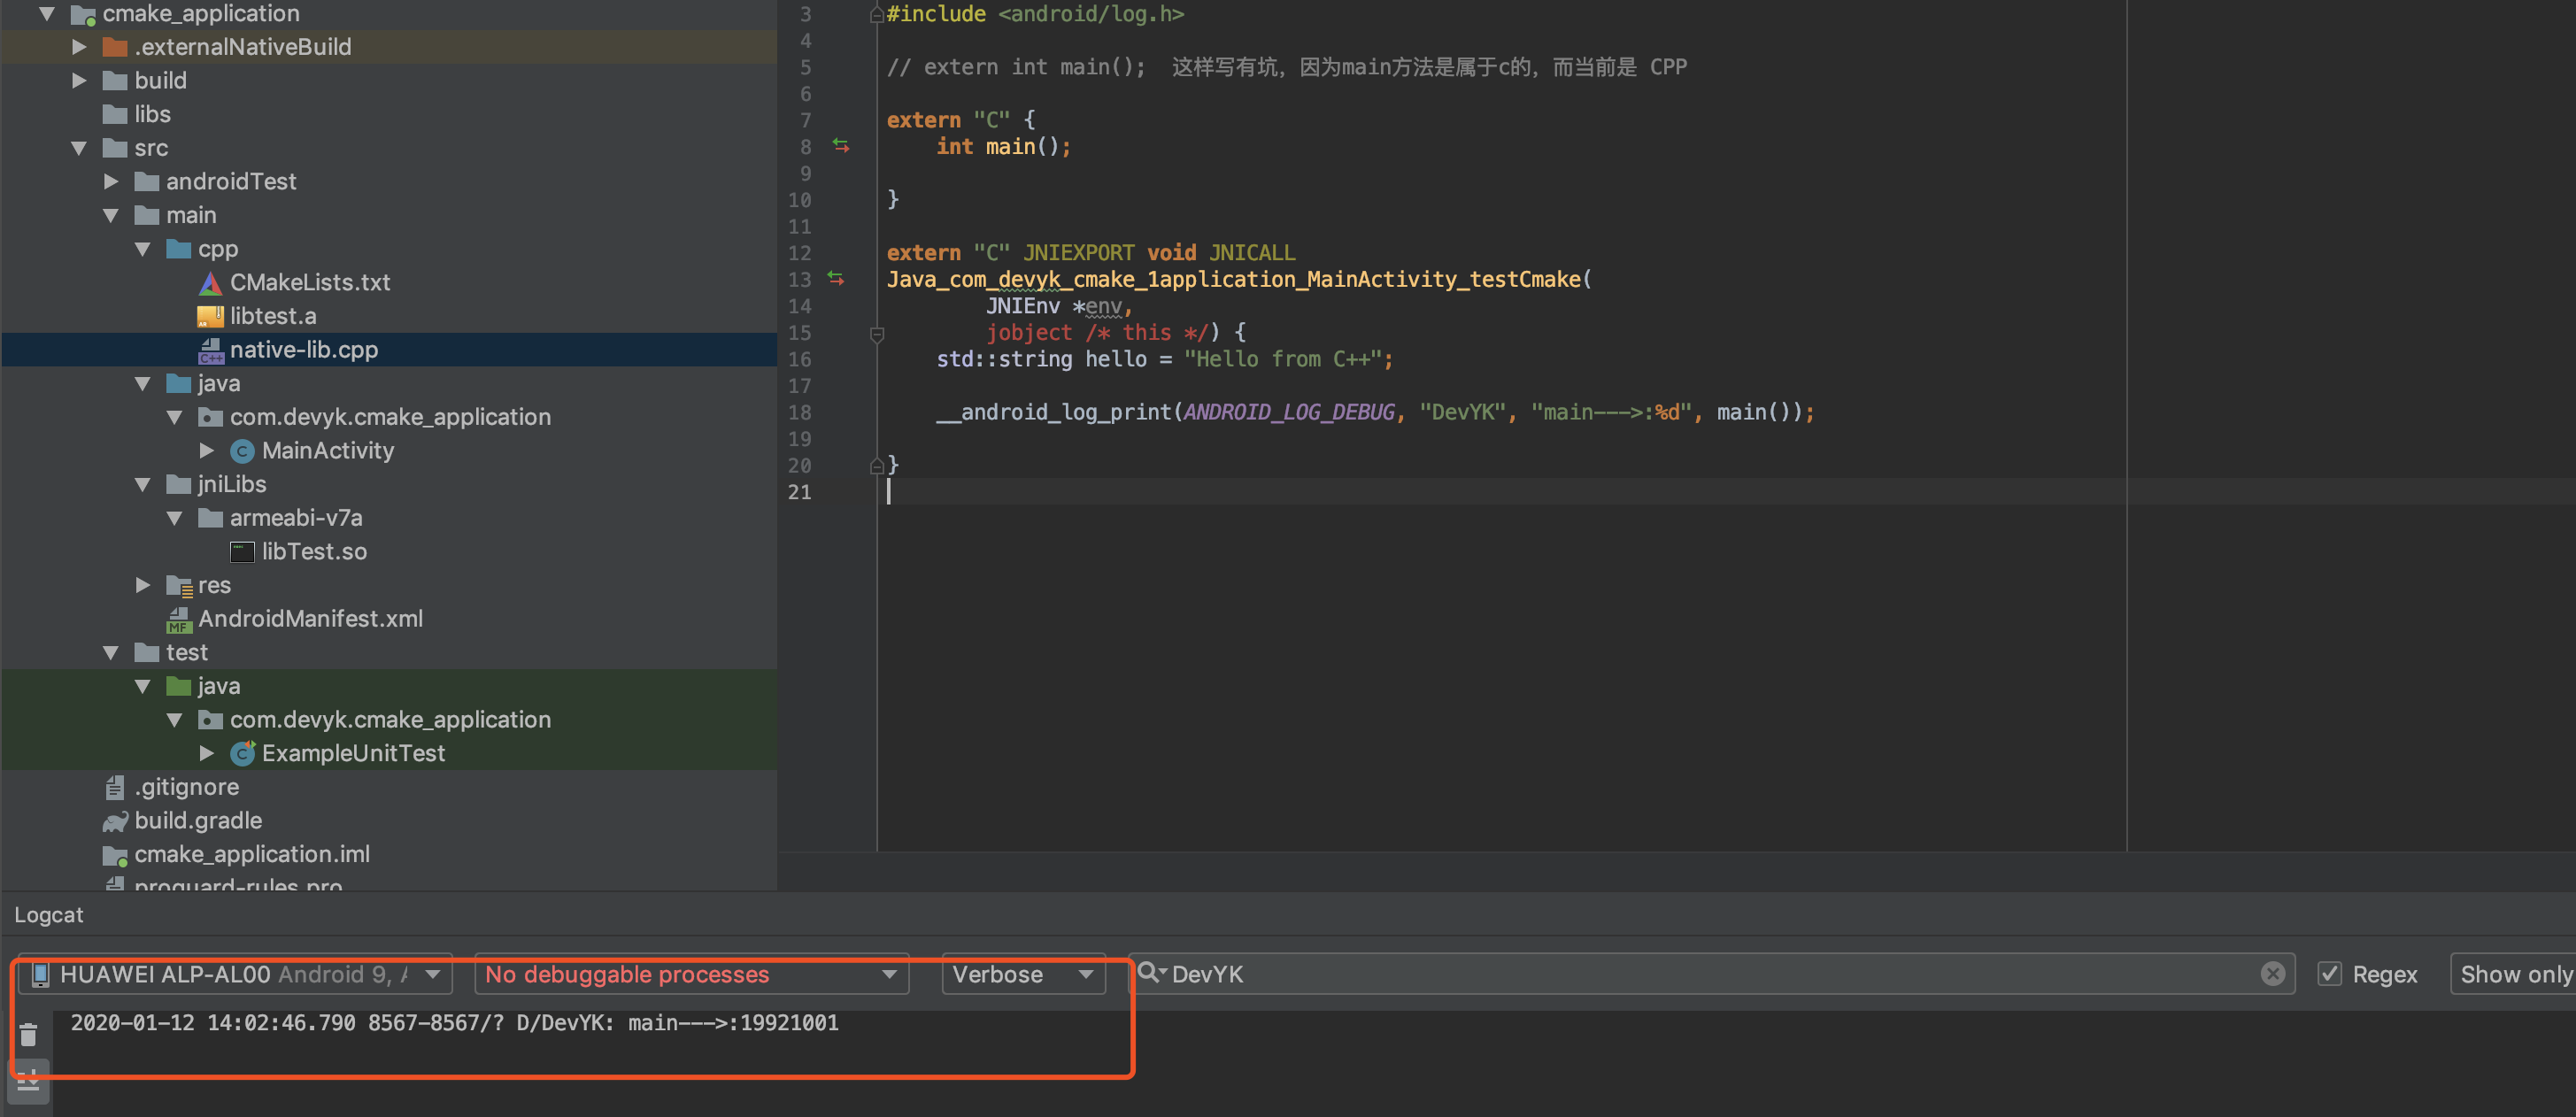 cmake_application
.externalNativeBuild
build
libs
src
androidTest
main
cpp
CMakeLists.txt
libtest.a
native-lib.cpp
java
com.devyk.cmake_application
MainActivity
jniLibs
armeabi-v7a
libTest.so
res
AndroidManifest.xml
test
java
com.devyk.cmake_application
ExampleUnitTest
.gitignore
build.gradle
cmake_application.iml
proguard-rules.pro
3 #include <android/log.h>
4
5 // extern int main();  这样写有坑，因为main方法是属于c的，而当前是 CPP
6
7 extern "C" {
8     int main();
9
10 }
11
12 extern "C" JNIEXPORT void JNICALL
13 Java_com_devyk_cmake_1application_MainActivity_testCmake(
14         JNIEnv *env,
15         jobject /* this */) {
16     std::string hello = "Hello from C++";
17
18     __android_log_print(ANDROID_LOG_DEBUG, "DevYK", "main--->:%d", main());
19
20 }
21
Logcat
HUAWEI ALP-AL00 Android 9, No debuggable processes Verbose DevYK Regex Show only
2020-01-12 14:02:46.790 8567-8567/? D/DevYK: main--->:19921001